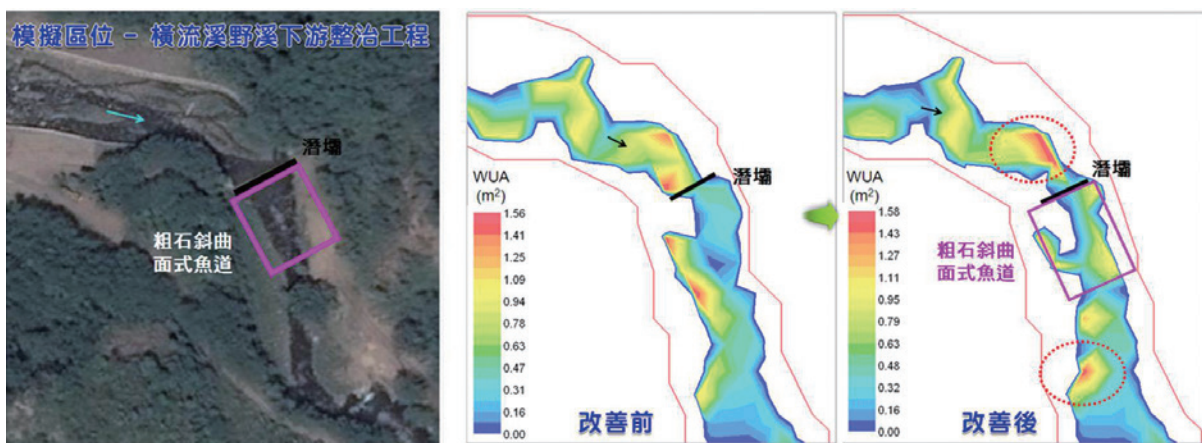 模擬區位 – 橫流溪野溪下游整治工程
潛壩
粗石斜曲
面式魚道
WUA
(m²)
1.56
1.41
1.25
1.09
0.94
0.78
0.63
0.47
0.31
0.16
0.00
潛壩
改善前
WUA
(m²)
1.58
1.43
1.27
1.11
0.95
0.79
0.63
0.48
0.32
0.16
0.00
潛壩
粗石斜曲
面式魚道
改善後